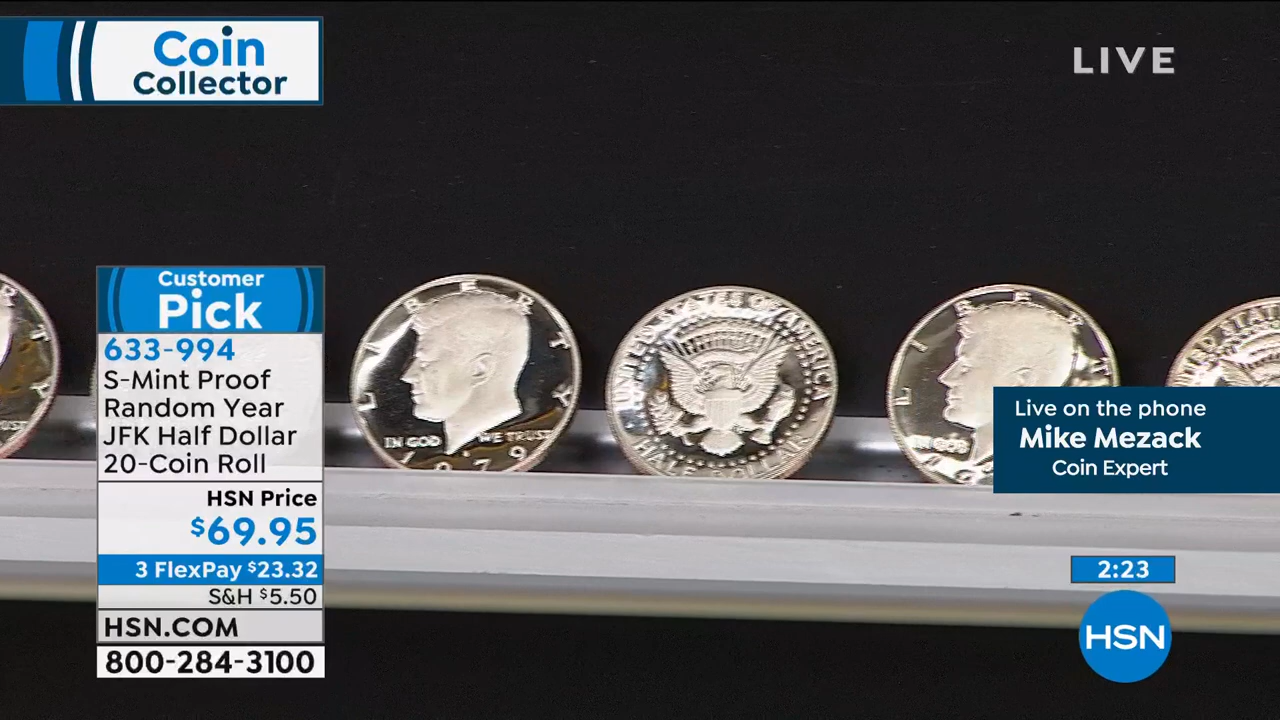 Coin
Collector
LIVE
Customer
Pick
633-994
S-Mint Proof
Random Year
JFK Half Dollar
20-Coin Roll
HSN Price
$69.95
3 FlexPay $23.32
S&H $5.50
HSN.COM
800-284-3100
LIBERTY
IN GOD WE TRUST
1979
UNITED STATES OF AMERICA
HALF DOLLAR
Live on the phone
Mike Mezack
Coin Expert
2:23
HSN